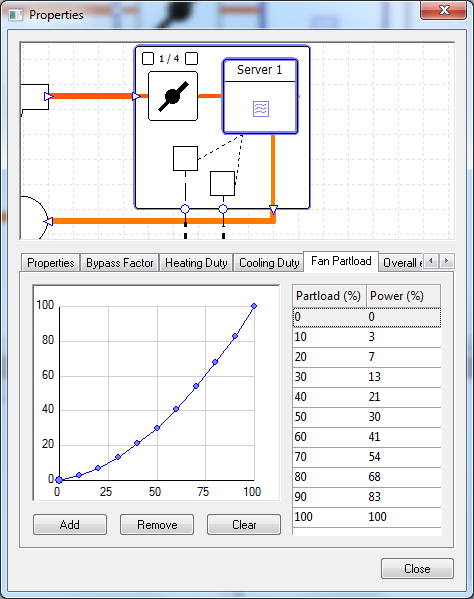 Properties
1 / 4
Server 1
Properties
Bypass Factor
Heating Duty
Cooling Duty
Fan Partload
Overall e
100
80
60
40
20
0
0 25 50 75 100
Partload (%) Power (%)
0 0
10 3
20 7
30 13
40 21
50 30
60 41
70 54
80 68
90 83
100 100
Add
Remove
Clear
Close